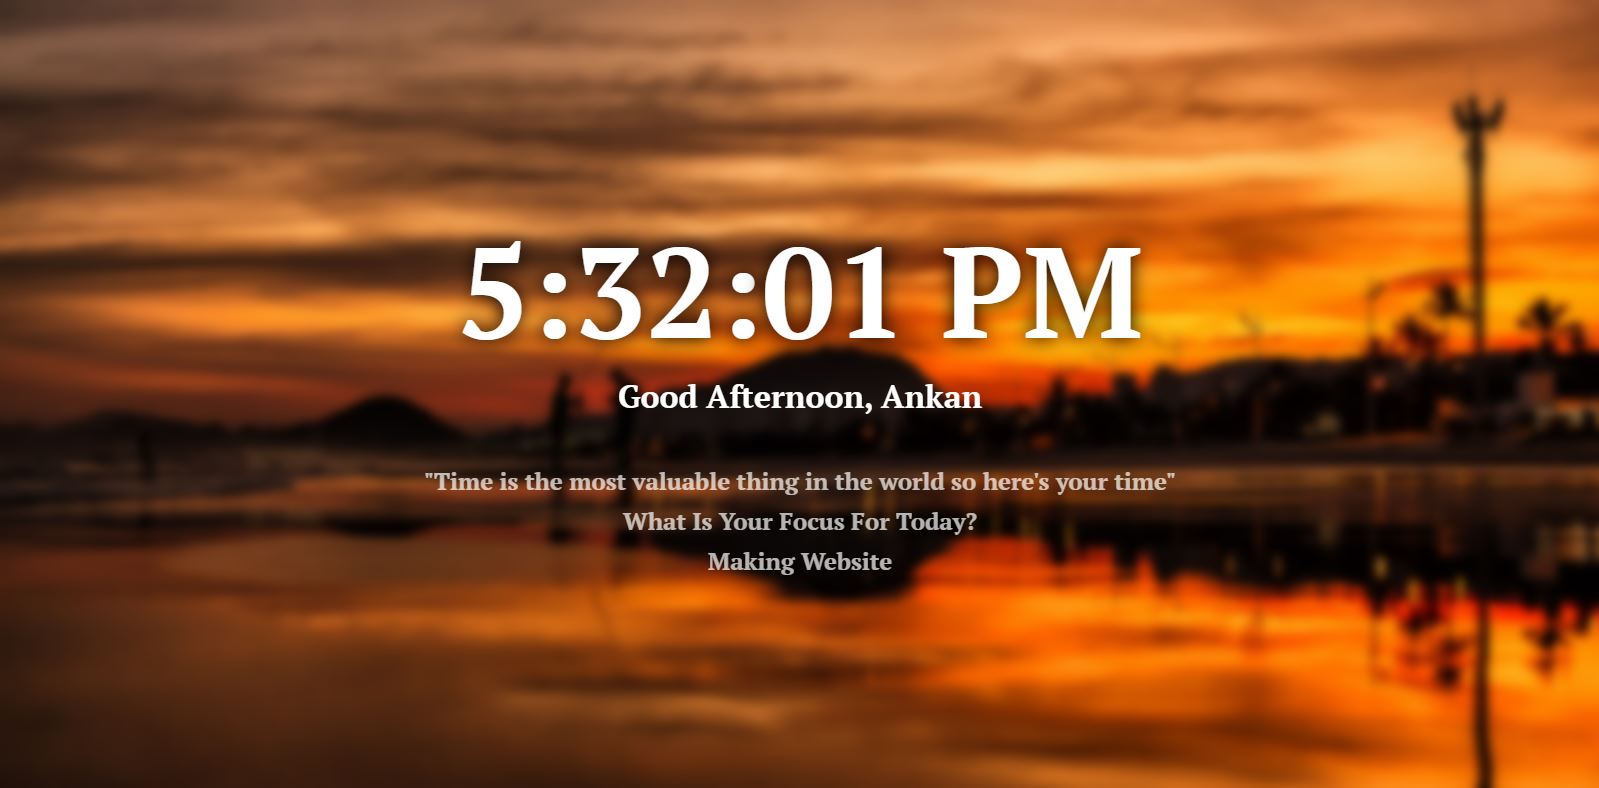 5:32:01 PM
Good Afternoon, Ankan
"Time is the most valuable thing in the world so here's your time"
What Is Your Focus For Today?
Making Website